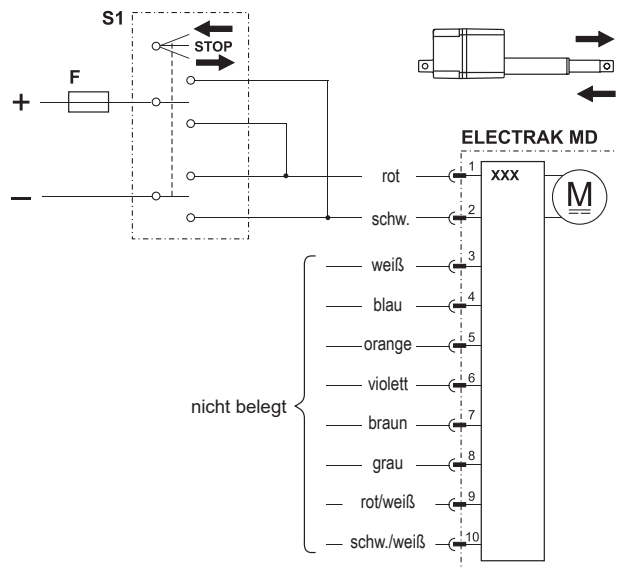 S1
STOP
F
+
—
ELECTRAK MD
rot 1 XXX
M
schw. 2
weiß 3
blau 4
orange 5
violett 6
nicht belegt
braun 7
grau 8
rot/weiß 9
schw./weiß 10